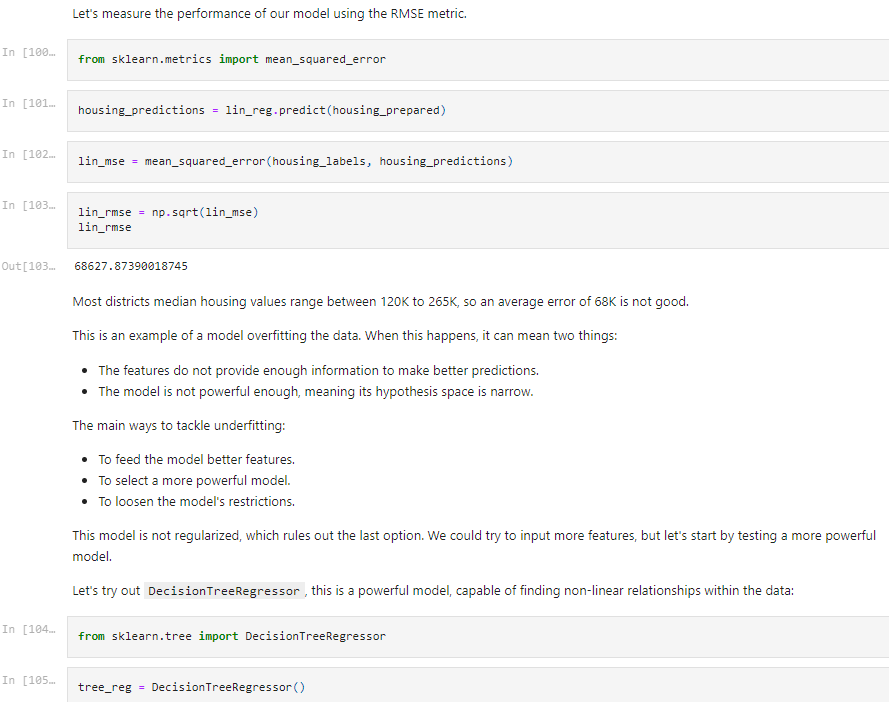 Let's measure the performance of our model using the RMSE metric.
In [100…
from sklearn.metrics import mean_squared_error
In [101…
housing_predictions = lin_reg.predict(housing_prepared)
In [102…
lin_mse = mean_squared_error(housing_labels, housing_predictions)
In [103…
lin_rmse = np.sqrt(lin_mse)
lin_rmse
Out[103…
68627.87390018745
Most districts median housing values range between 120K to 265K, so an average error of 68K is not good.
This is an example of a model overfitting the data. When this happens, it can mean two things:
• The features do not provide enough information to make better predictions.
• The model is not powerful enough, meaning its hypothesis space is narrow.
The main ways to tackle underfitting:
• To feed the model better features.
• To select a more powerful model.
• To loosen the model's restrictions.
This model is not regularized, which rules out the last option. We could try to input more features, but let's start by testing a more powerful
model.
Let's try out DecisionTreeRegressor , this is a powerful model, capable of finding non-linear relationships within the data:
In [104…
from sklearn.tree import DecisionTreeRegressor
In [105…
tree_reg = DecisionTreeRegressor()